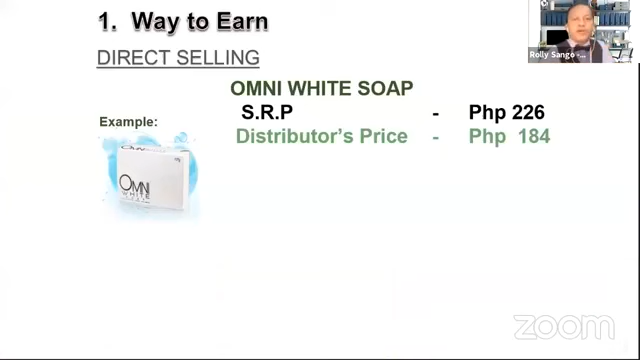 1. Way to Earn
DIRECT SELLING
OMNI WHITE SOAP
S.R.P - Php 226
Distributor's Price - Php 184
Example:
OMNI
WHITE
Rolly Sango -...
zoom